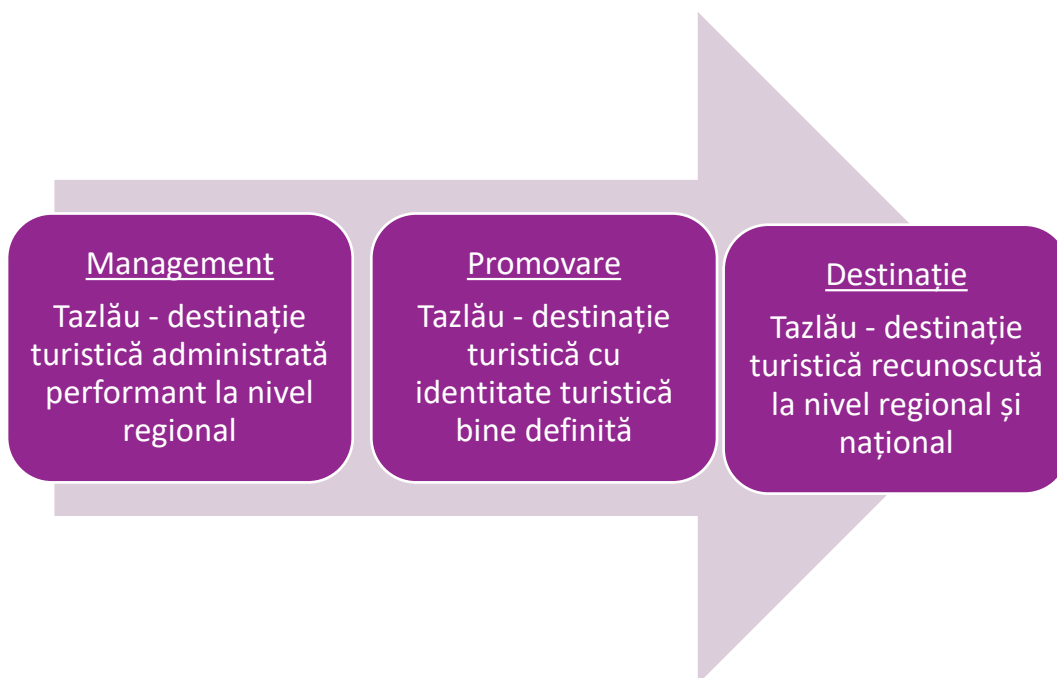 Management
Tazlău - destinație
turistică administrată
performant la nivel
regional
Promovare
Tazlău - destinație
turistică cu
identitate turistică
bine definită
Destinație
Tazlău - destinație
turistică recunoscută
la nivel regional și
național